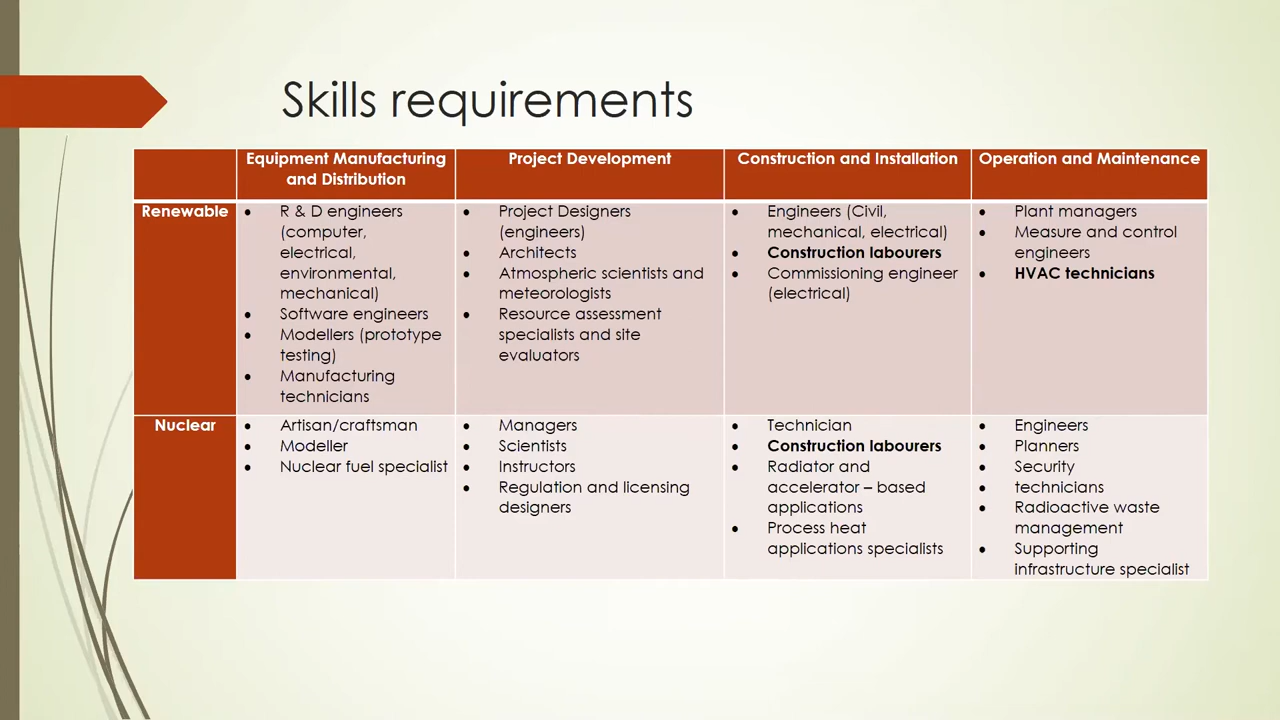 Skills requirements
Equipment Manufacturing
and Distribution
Project Development
Construction and Installation
Operation and Maintenance
Renewable
• R & D engineers
(computer,
electrical,
environmental,
mechanical)
• Software engineers
• Modellers (prototype
testing)
• Manufacturing
technicians
• Project Designers
(engineers)
• Architects
• Atmospheric scientists and
meteorologists
• Resource assessment
specialists and site
evaluators
• Engineers (Civil,
mechanical, electrical)
• Construction labourers
• Commissioning engineer
(electrical)
• Plant managers
• Measure and control
engineers
• HVAC technicians
Nuclear
• Artisan/craftsman
• Modeller
• Nuclear fuel specialist
• Managers
• Scientists
• Instructors
• Regulation and licensing
designers
• Technician
• Construction labourers
• Radiator and
accelerator – based
applications
• Process heat
applications specialists
• Engineers
• Planners
• Security
• technicians
• Radioactive waste
management
• Supporting
infrastructure specialist